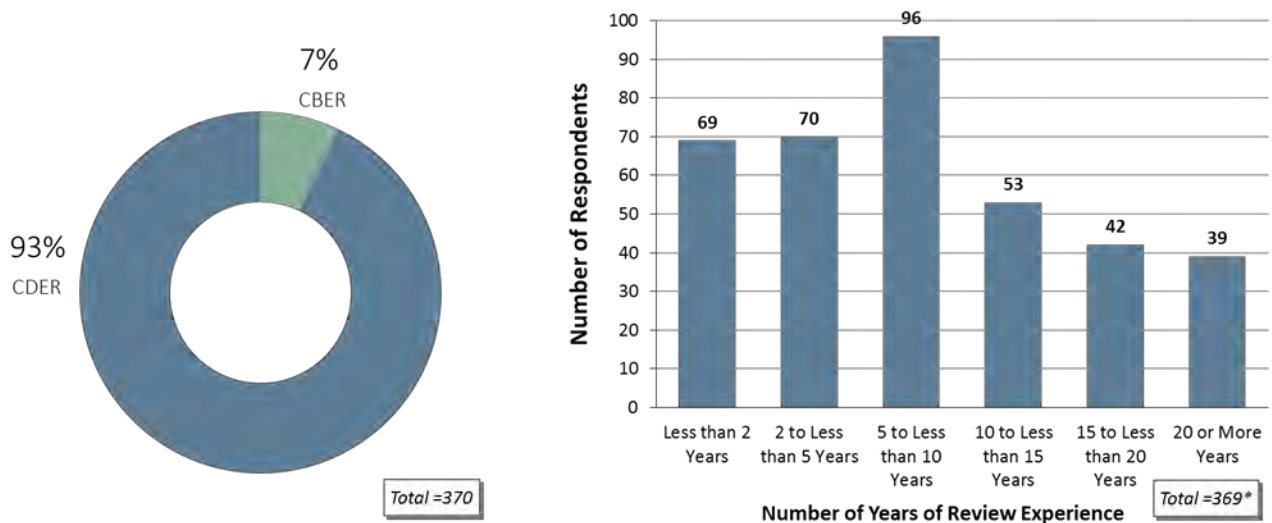 7%
CBER
93%
CDER
Total =370
Number of Respondents
100
90
80
70
60
50
40
30
20
10
0
69
70
96
53
42
39
Less than 2
Years
2 to Less
than 5 Years
5 to Less
than 10
Years
10 to Less
than 15
Years
15 to Less
than 20
Years
20 or More
Years
Number of Years of Review Experience
Total =369*